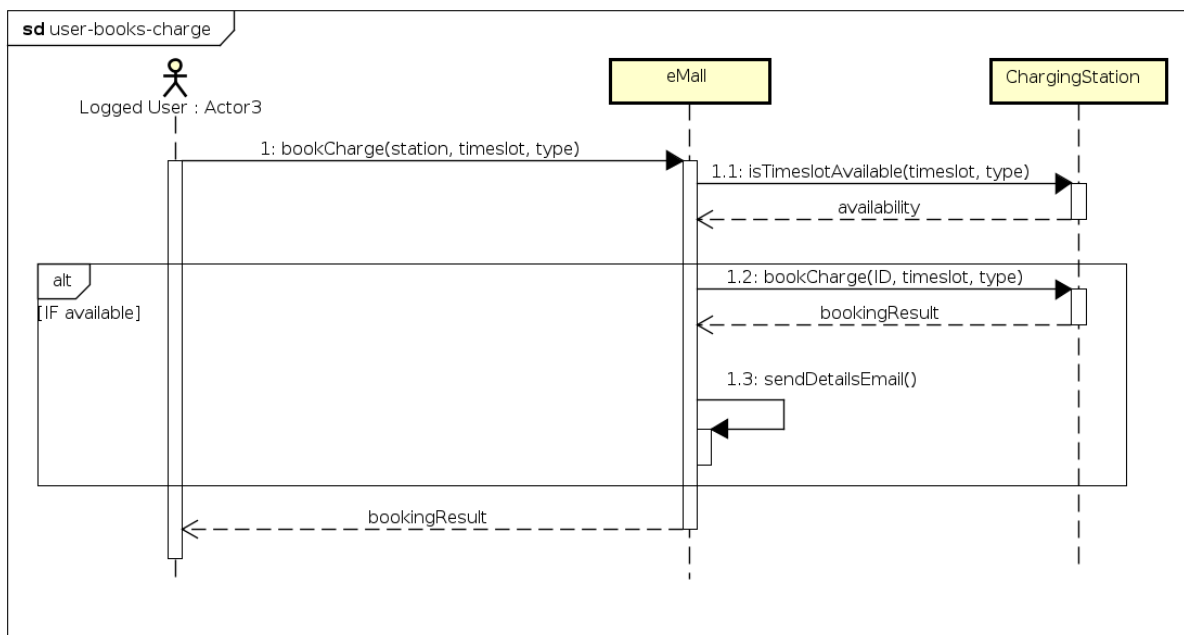 sd user-books-charge
Logged User : Actor3
eMall
ChargingStation
1: bookCharge(station, timeslot, type)
1.1: isTimeslotAvailable(timeslot, type)
availability
alt
[IF available]
1.2: bookCharge(ID, timeslot, type)
bookingResult
1.3: sendDetailsEmail()
bookingResult